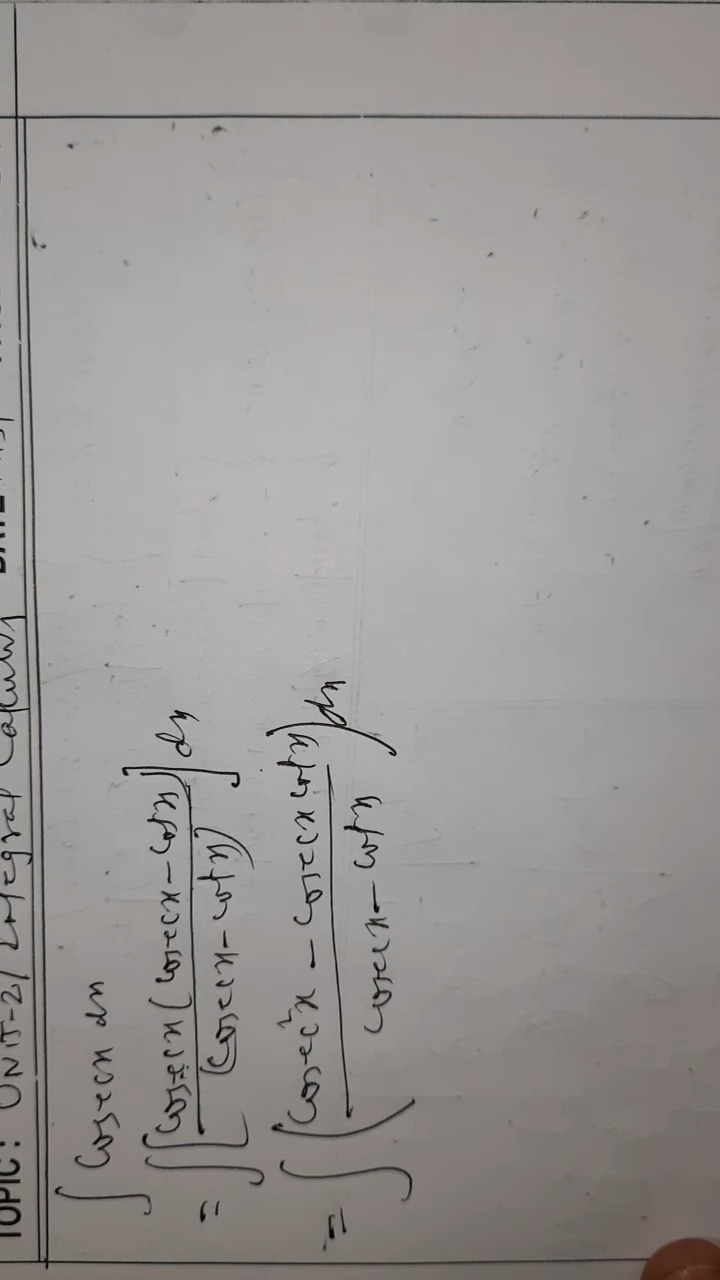 TOPIC: UNIT-2/ Integral Calculus
∫ cosecx dx
= ∫[cosecx(cosecx-cotx)/(cosecx-cotx)] dx
= ∫(cosec²x - cosecx cotx/cosecx-cotx) dx